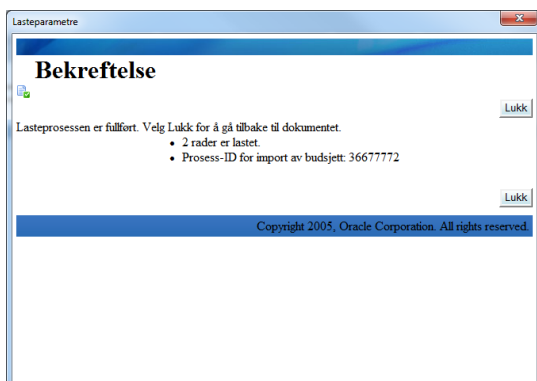 Lasteparametre
Bekreftelse
Lukk
Lasteprosessen er fullført. Velg Lukk for å gå tilbake til dokumentet.
• 2 rader er lastet.
• Prosess-ID for import av budsjett: 36677772
Lukk
Copyright 2005, Oracle Corporation. All rights reserved.